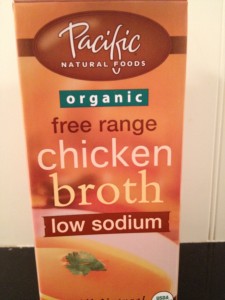 Pacific
NATURAL FOODS
organic
free range
chicken
broth
low sodium
USDA